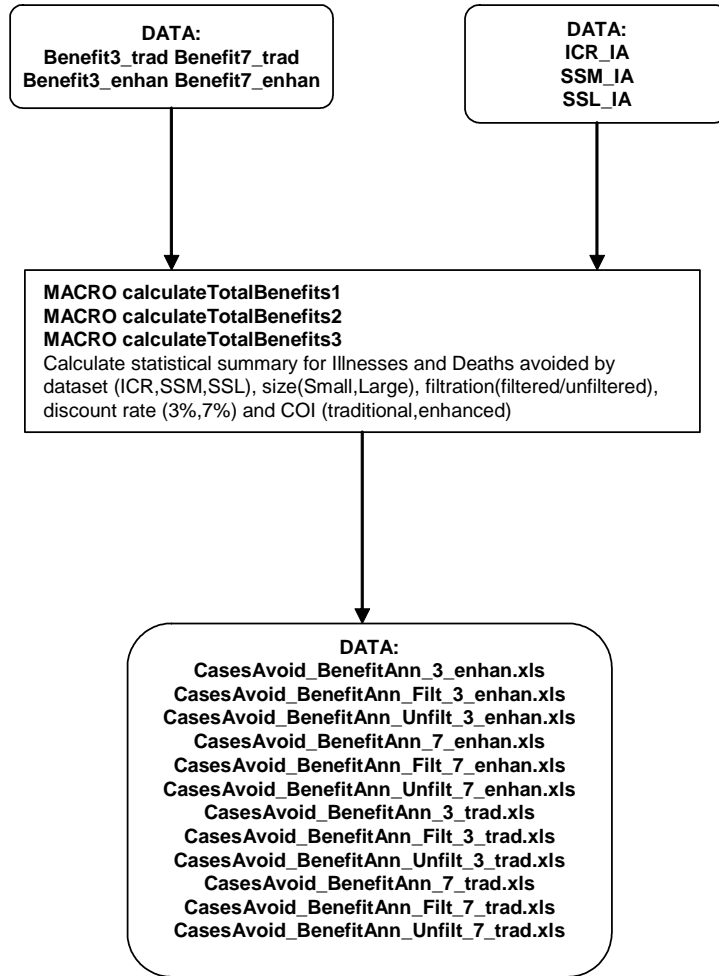 DATA:
Benefit3_trad Benefit7_trad
Benefit3_enhan Benefit7_enhan
DATA:
ICR_IA
SSM_IA
SSL_IA
MACRO calculateTotalBenefits1
MACRO calculateTotalBenefits2
MACRO calculateTotalBenefits3
Calculate statistical summary for Illnesses and Deaths avoided by
dataset (ICR,SSM,SSL), size(Small,Large), filtration(filtered/unfiltered),
discount rate (3%,7%) and COI (traditional,enhanced)
DATA:
CasesAvoid_BenefitAnn_3_enhan.xls
CasesAvoid_BenefitAnn_Filt_3_enhan.xls
CasesAvoid_BenefitAnn_Unfilt_3_enhan.xls
CasesAvoid_BenefitAnn_7_enhan.xls
CasesAvoid_BenefitAnn_Filt_7_enhan.xls
CasesAvoid_BenefitAnn_Unfilt_7_enhan.xls
CasesAvoid_BenefitAnn_3_trad.xls
CasesAvoid_BenefitAnn_Filt_3_trad.xls
CasesAvoid_BenefitAnn_Unfilt_3_trad.xls
CasesAvoid_BenefitAnn_7_trad.xls
CasesAvoid_BenefitAnn_Filt_7_trad.xls
CasesAvoid_BenefitAnn_Unfilt_7_trad.xls